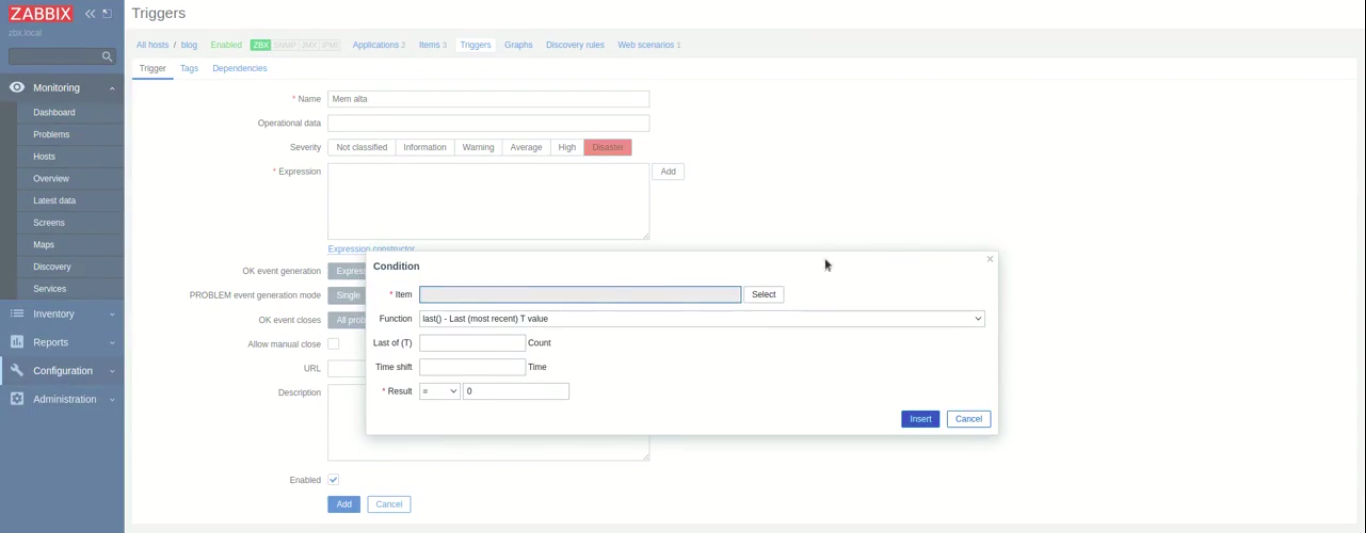 ZABBIX
Triggers
zbx.local
All hosts / blog Enabled ZBX SNMP JMX IPMI Applications 2 Items 3 Triggers Graphs Discovery rules Web scenarios 1
Trigger Tags Dependencies
Monitoring
Dashboard
Problems
Hosts
Overview
Latest data
Screens
Maps
Discovery
Services
Inventory
Reports
Configuration
Administration
* Name Mem alta
Operational data
Severity Not classified Information Warning Average High Disaster
* Expression Add
Expression constructor
OK event generation Expres
PROBLEM event generation mode Single
OK event closes All prob
Allow manual close
URL
Description
Enabled
Add Cancel
Condition
* Item Select
Function last() - Last (most recent) T value
Last of (T) Count
Time shift Time
* Result = 0
Insert Cancel